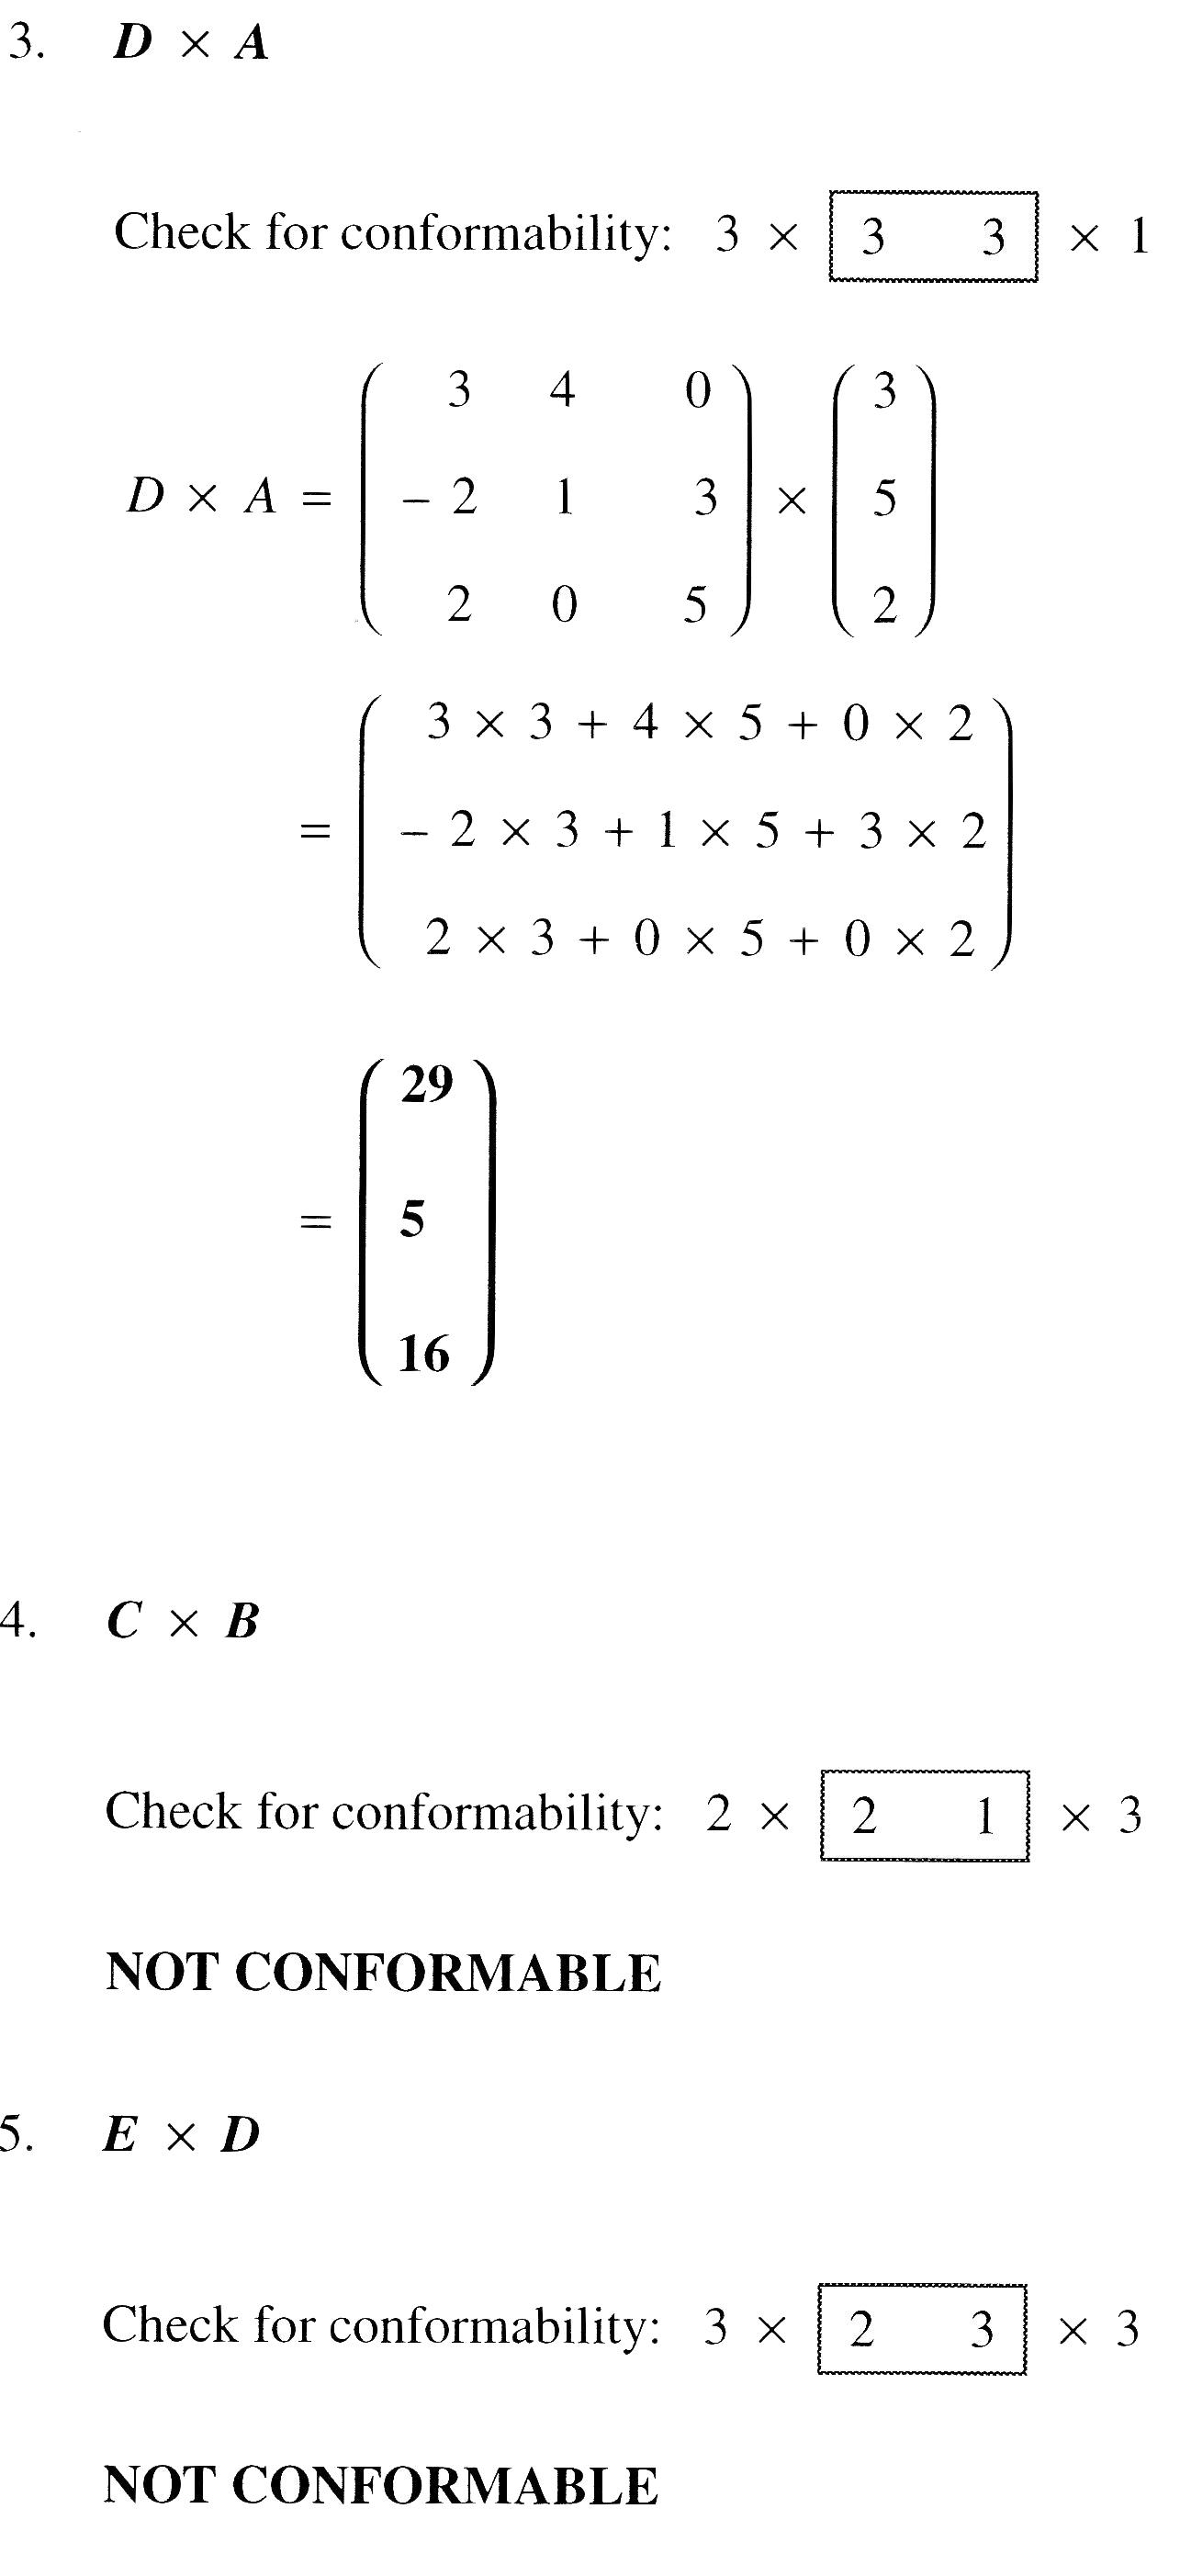 3. D × A
Check for conformability: 3 × 3 3 × 1
3 4 0 3
D × A = − 2 1 3 × 5
2 0 5 2
3 × 3 + 4 × 5 + 0 × 2
= − 2 × 3 + 1 × 5 + 3 × 2
2 × 3 + 0 × 5 + 0 × 2
29
= 5
16
4. C × B
Check for conformability: 2 × 2 1 × 3
NOT CONFORMABLE
5. E × D
Check for conformability: 3 × 2 3 × 3
NOT CONFORMABLE